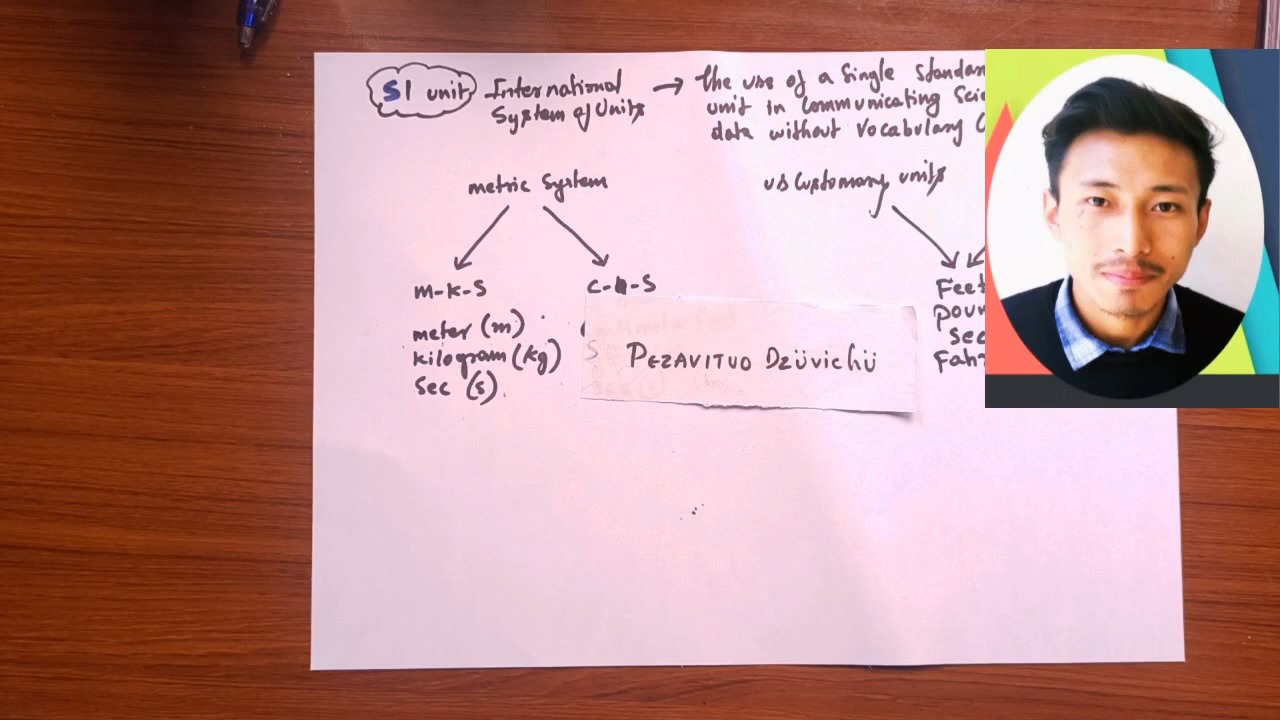 SI unit International System of Units → The use of a Single
unit in Communicating
data without Vocabulary
metric System
US Customary units
M-K-S
C-G-S
meter (m)
kilogram (kg)
Sec (s).
S
PEZAVITUO DZÜVICHÜ